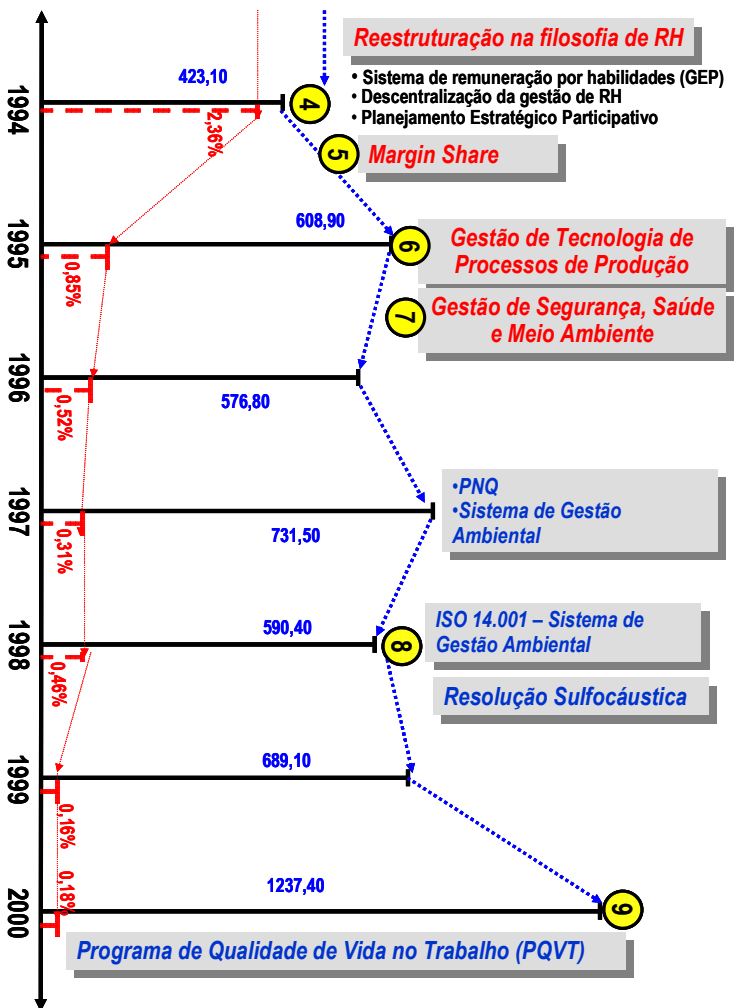 Reestruturação na filosofia de RH
• Sistema de remuneração por habilidades (GEP)
• Descentralização da gestão de RH
• Planejamento Estratégico Participativo
423,10
4
1994
2,36%
5
Margin Share
608,90
6
Gestão de Tecnologia de
Processos de Produção
1995
0,85%
7
Gestão de Segurança, Saúde
e Meio Ambiente
1996
576,80
0,52%
•PNQ
•Sistema de Gestão
Ambiental
1997
731,50
0,31%
590,40
8
ISO 14.001 – Sistema de
Gestão Ambiental
1998
0,46%
Resolução Sulfocáustica
689,10
1999
0,16%
1237,40
0,18%
9
2000
Programa de Qualidade de Vida no Trabalho (PQVT)